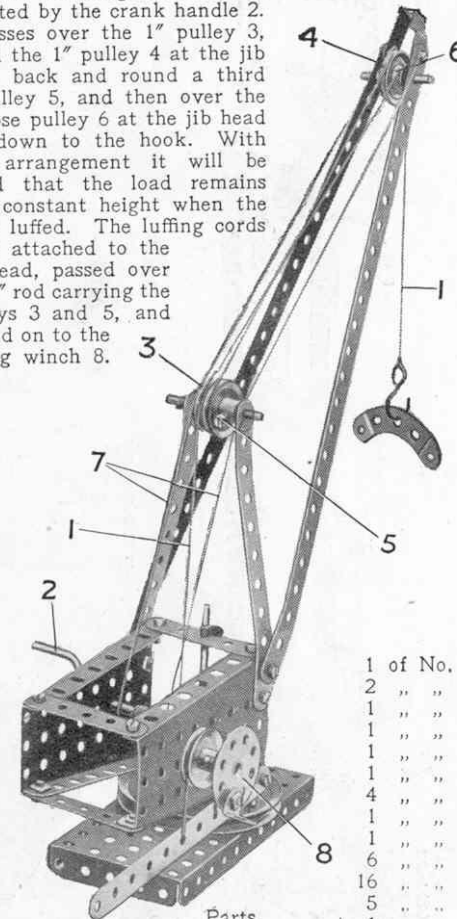 ted by the crank handle 2.
sses over the 1″ pulley 3,
the 1″ pulley 4 at the jib
back and round a third
lley 5, and then over the
ose pulley 6 at the jib head
down to the hook. With
arrangement it will be
that the load remains
constant height when the
luffed. The luffing cords
attached to the
ead, passed over
″ rod carrying the
ys 3 and 5, and
d on to the
g winch 8.
4
6
1
3
7
5
1
2
8
1 of No.
2 „ „
1 „ „
1 „ „
1 „ „
1 „ „
4 „ „
1 „ „
1 „ „
6 „ „
16 „ „
5 „ „
Parts